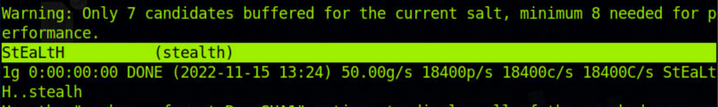 Warning: Only 7 candidates buffered for the current salt, minimum 8 needed for p
erformance.
StEaLtH          (stealth)
1g 0:00:00:00 DONE (2022-11-15 13:24) 50.00g/s 18400p/s 18400c/s 18400C/s StEaLt
H..stealh